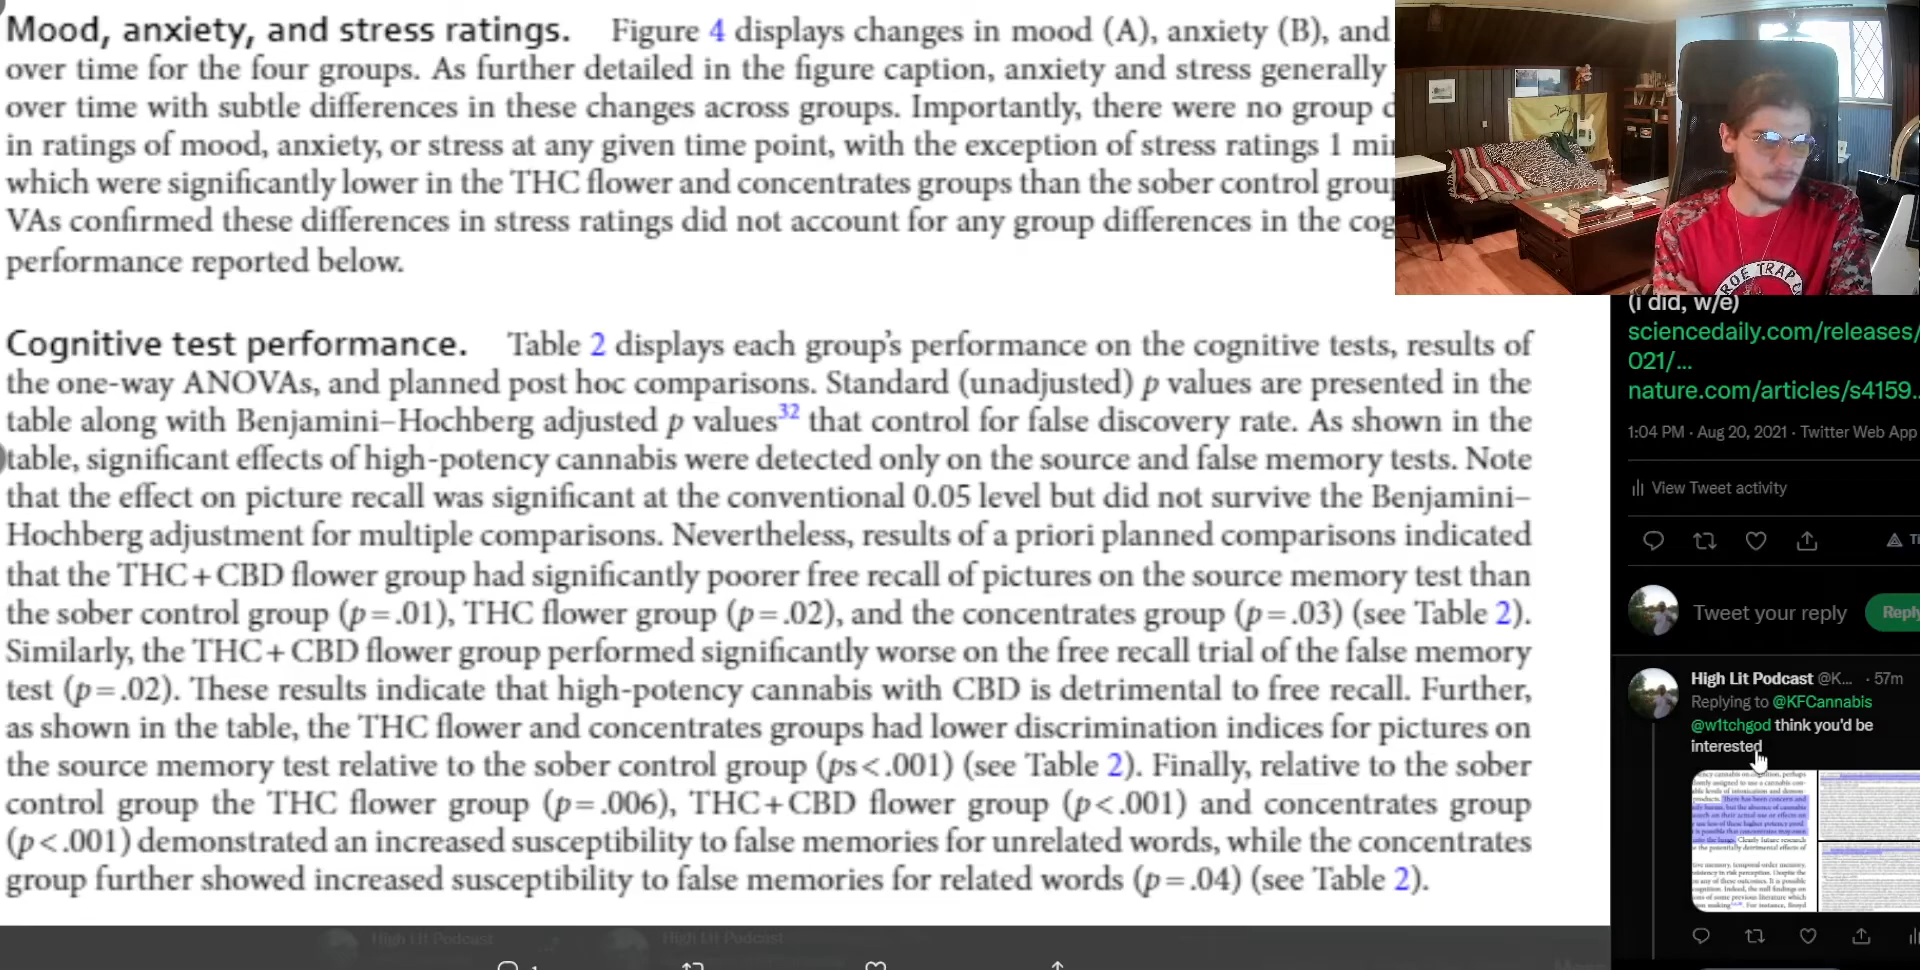 Mood, anxiety, and stress ratings. Figure 4 displays changes in mood (A), anxiety (B), and
over time for the four groups. As further detailed in the figure caption, anxiety and stress generally
over time with subtle differences in these changes across groups. Importantly, there were no group
in ratings of mood, anxiety, or stress at any given time point, with the exception of stress ratings 1
which were significantly lower in the THC flower and concentrates groups than the sober control
VAs confirmed these differences in stress ratings did not account for any group differences in the
performance reported below.
Cognitive test performance. Table 2 displays each group's performance on the cognitive tests, results of
the one-way ANOVAs, and planned post hoc comparisons. Standard (unadjusted) p values are presented in the
table along with Benjamini–Hochberg adjusted p values32 that control for false discovery rate. As shown in the
table, significant effects of high-potency cannabis were detected only on the source and false memory tests. Note
that the effect on picture recall was significant at the conventional 0.05 level but did not survive the Benjamini–
Hochberg adjustment for multiple comparisons. Nevertheless, results of a priori planned comparisons indicated
that the THC+CBD flower group had significantly poorer free recall of pictures on the source memory test than
the sober control group (p=.01), THC flower group (p=.02), and the concentrates group (p=.03) (see Table 2).
Similarly, the THC+CBD flower group performed significantly worse on the free recall trial of the false memory
test (p=.02). These results indicate that high-potency cannabis with CBD is detrimental to free recall. Further,
as shown in the table, the THC flower and concentrates groups had lower discrimination indices for pictures on
the source memory test relative to the sober control group (ps<.001) (see Table 2). Finally, relative to the sober
control group the THC flower group (p=.006), THC+CBD flower group (p<.001) and concentrates group
(p<.001) demonstrated an increased susceptibility to false memories for unrelated words, while the concentrates
group further showed increased susceptibility to false memories for related words (p=.04) (see Table 2).
TRAP
(i did, w/e)
sciencedaily.com/releases/
021/...
nature.com/articles/s4159...
1:04 PM · Aug 20, 2021 · Twitter Web App
View Tweet activity
Tweet your reply
Reply
High Lit Podcast @K... · 57m
Replying to @KFCannabis
@w1tchgod think you'd be
interested
High Lit Podcast
High Lit Podcast
1